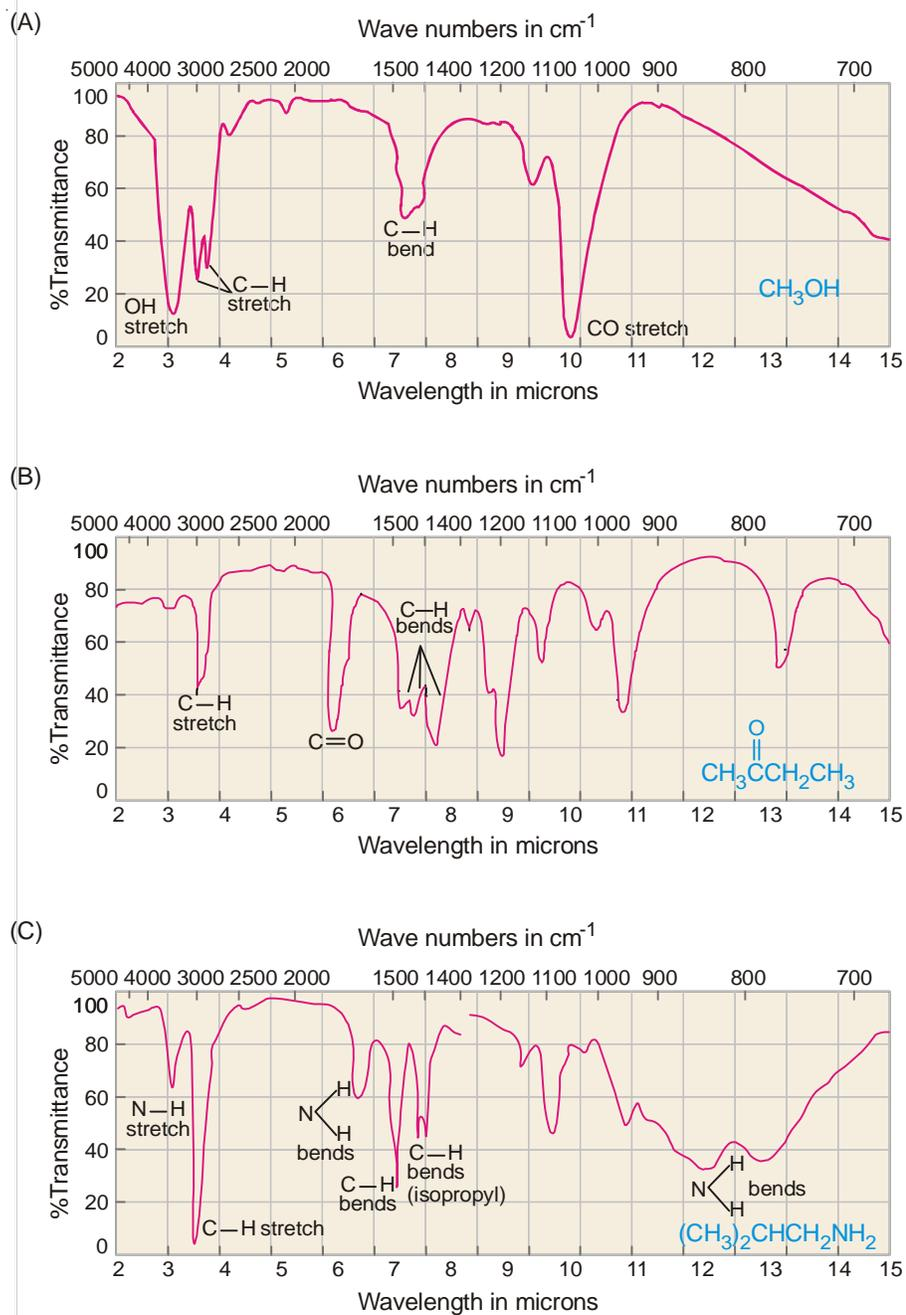 (A)
Wave numbers in cm-1
5000 4000 3000 2500 2000 1500 1400 1200 1100 1000 900 800 700
%Transmittance
100
80
60
40
20
0
OH
stretch
C—H
stretch
C—H
bend
CO stretch
CH3OH
2 3 4 5 6 7 8 9 10 11 12 13 14 15
Wavelength in microns
(B)
Wave numbers in cm-1
5000 4000 3000 2500 2000 1500 1400 1200 1100 1000 900 800 700
%Transmittance
100
80
60
40
20
0
C—H
stretch
C=O
C—H
bends
O
CH3CCH2CH3
2 3 4 5 6 7 8 9 10 11 12 13 14 15
Wavelength in microns
(C)
Wave numbers in cm-1
5000 4000 3000 2500 2000 1500 1400 1200 1100 1000 900 800 700
%Transmittance
100
80
60
40
20
0
N—H
stretch
C—H stretch
H
N
H
bends
C—H
bends
C—H
bends
(isopropyl)
H
N bends
H
(CH3)2CHCH2NH2
2 3 4 5 6 7 8 9 10 11 12 13 14 15
Wavelength in microns